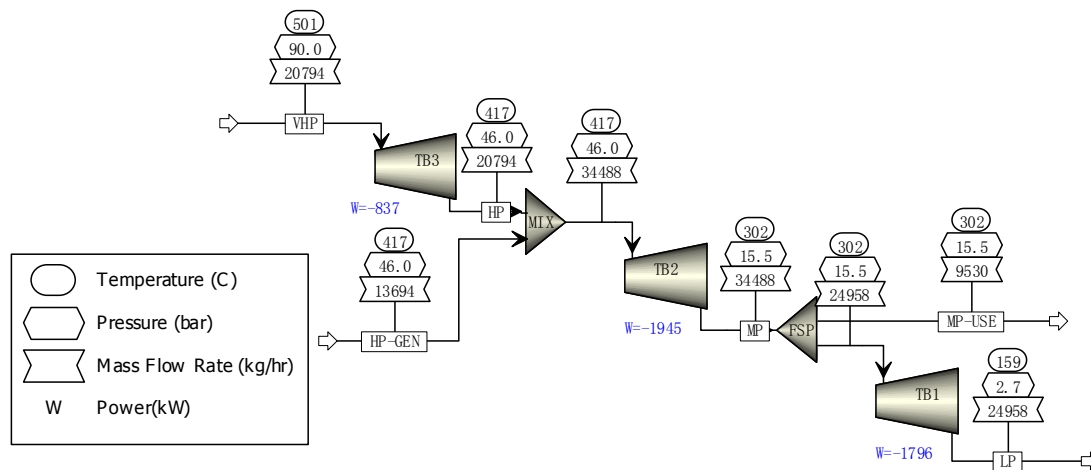 501
90.0
20794
VHP
TB3
W=-837
417
46.0
20794
HP
MIX
417
46.0
34488
417
46.0
13694
HP-GEN
TB2
W=-1945
302
15.5
34488
MP
FSP
302
15.5
24958
302
15.5
9530
MP-USE
TB1
W=-1796
159
2.7
24958
LP
Temperature (C)
Pressure (bar)
Mass Flow Rate (kg/hr)
W Power(kW)